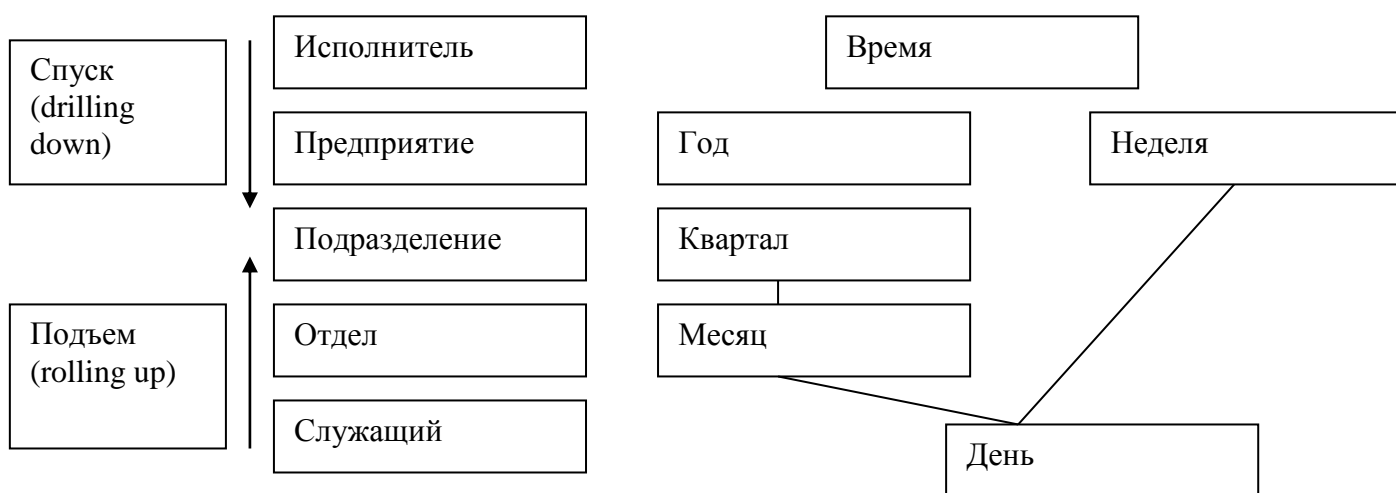 Спуск
(drilling
down)
Подъем
(rolling up)
Исполнитель
Предприятие
Подразделение
Отдел
Служащий
Время
Год
Неделя
Квартал
Месяц
День